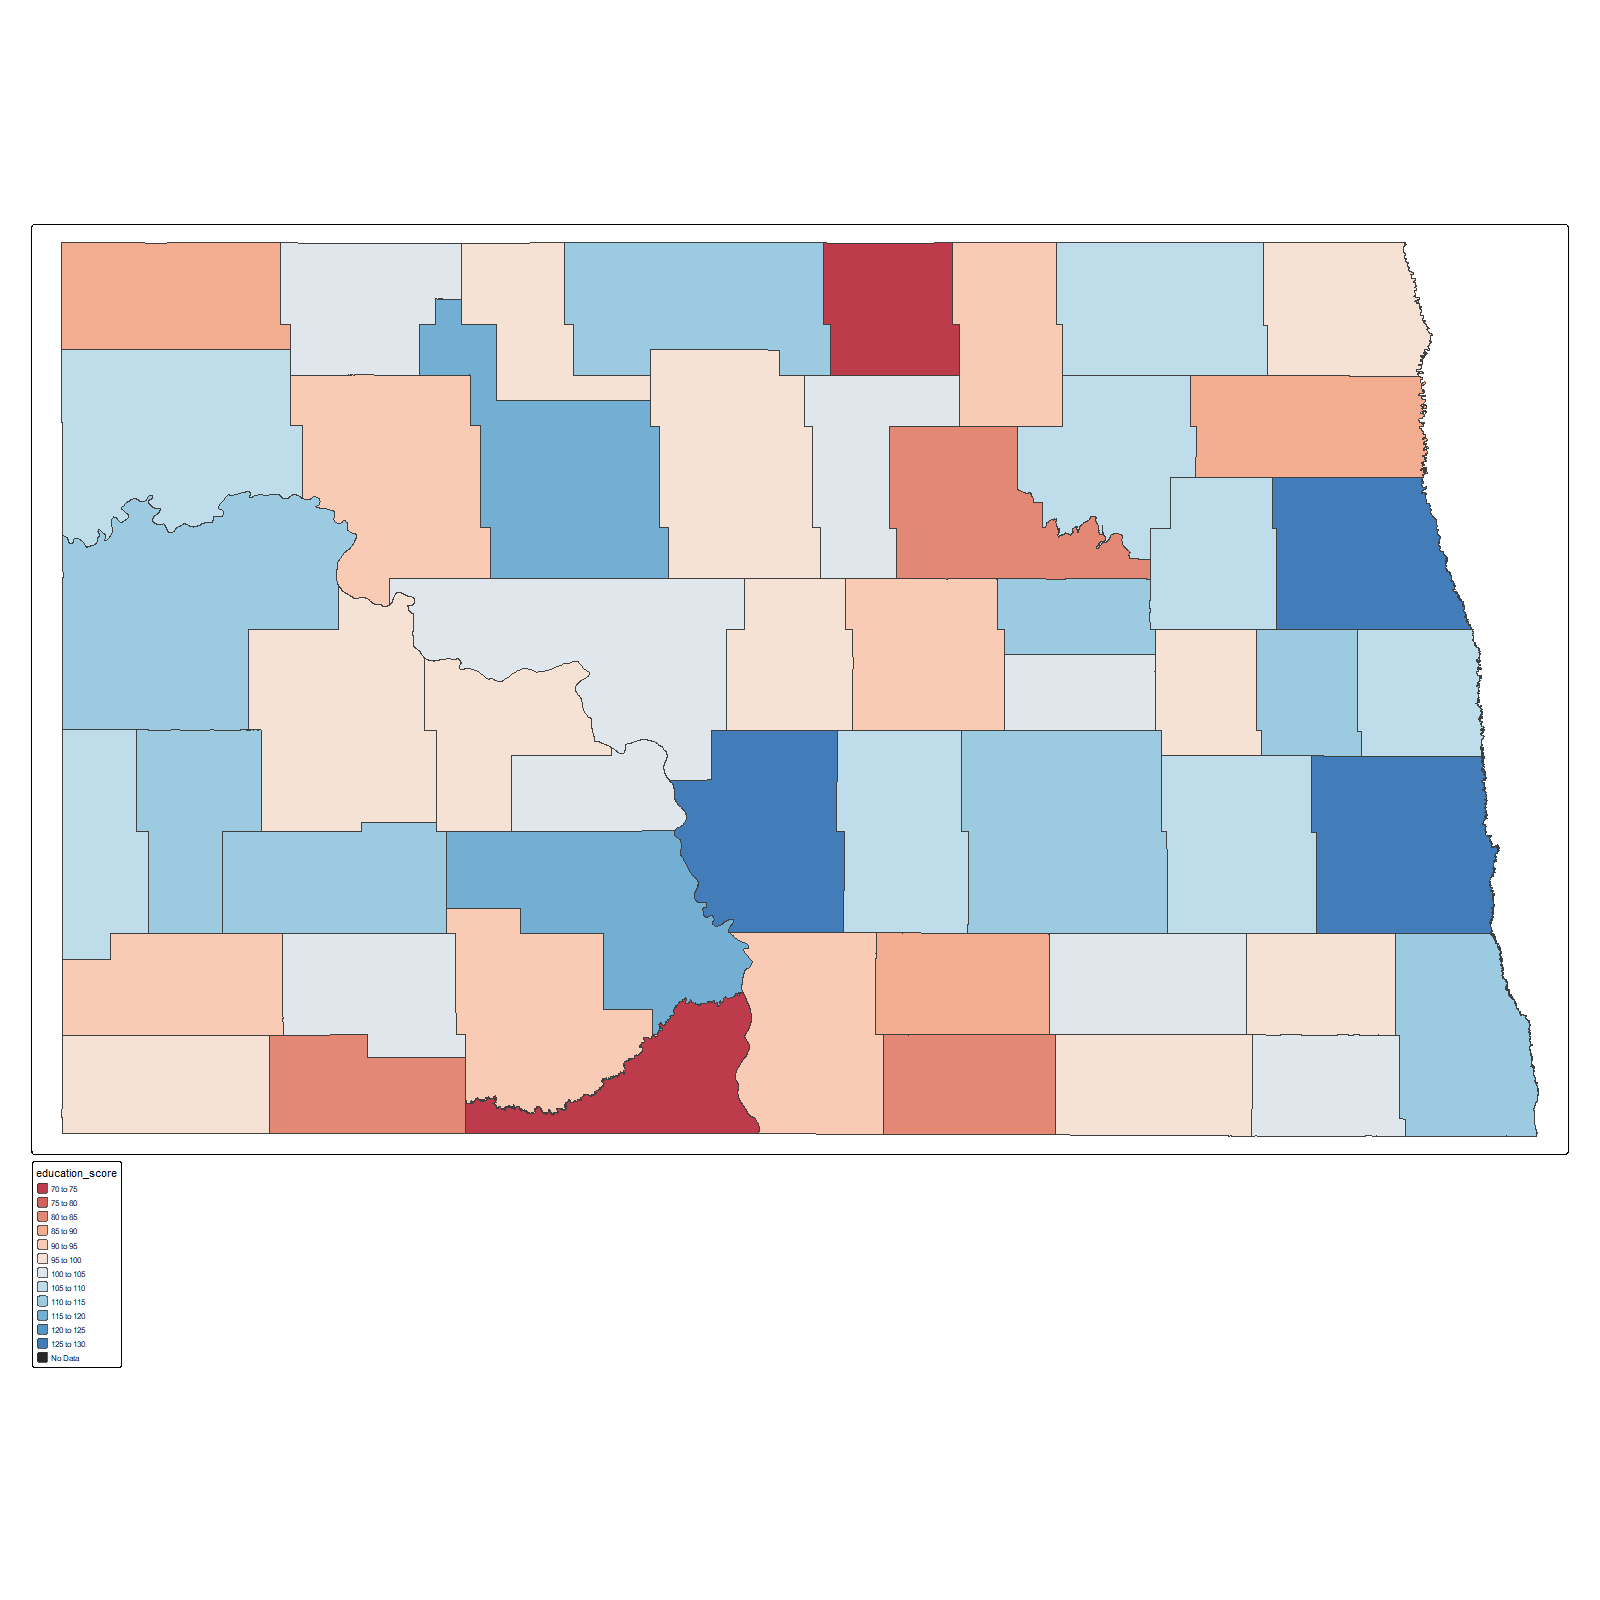 education_score
70 to 75
75 to 80
80 to 85
85 to 90
90 to 95
95 to 100
100 to 105
105 to 110
110 to 115
115 to 120
120 to 125
125 to 130
No Data